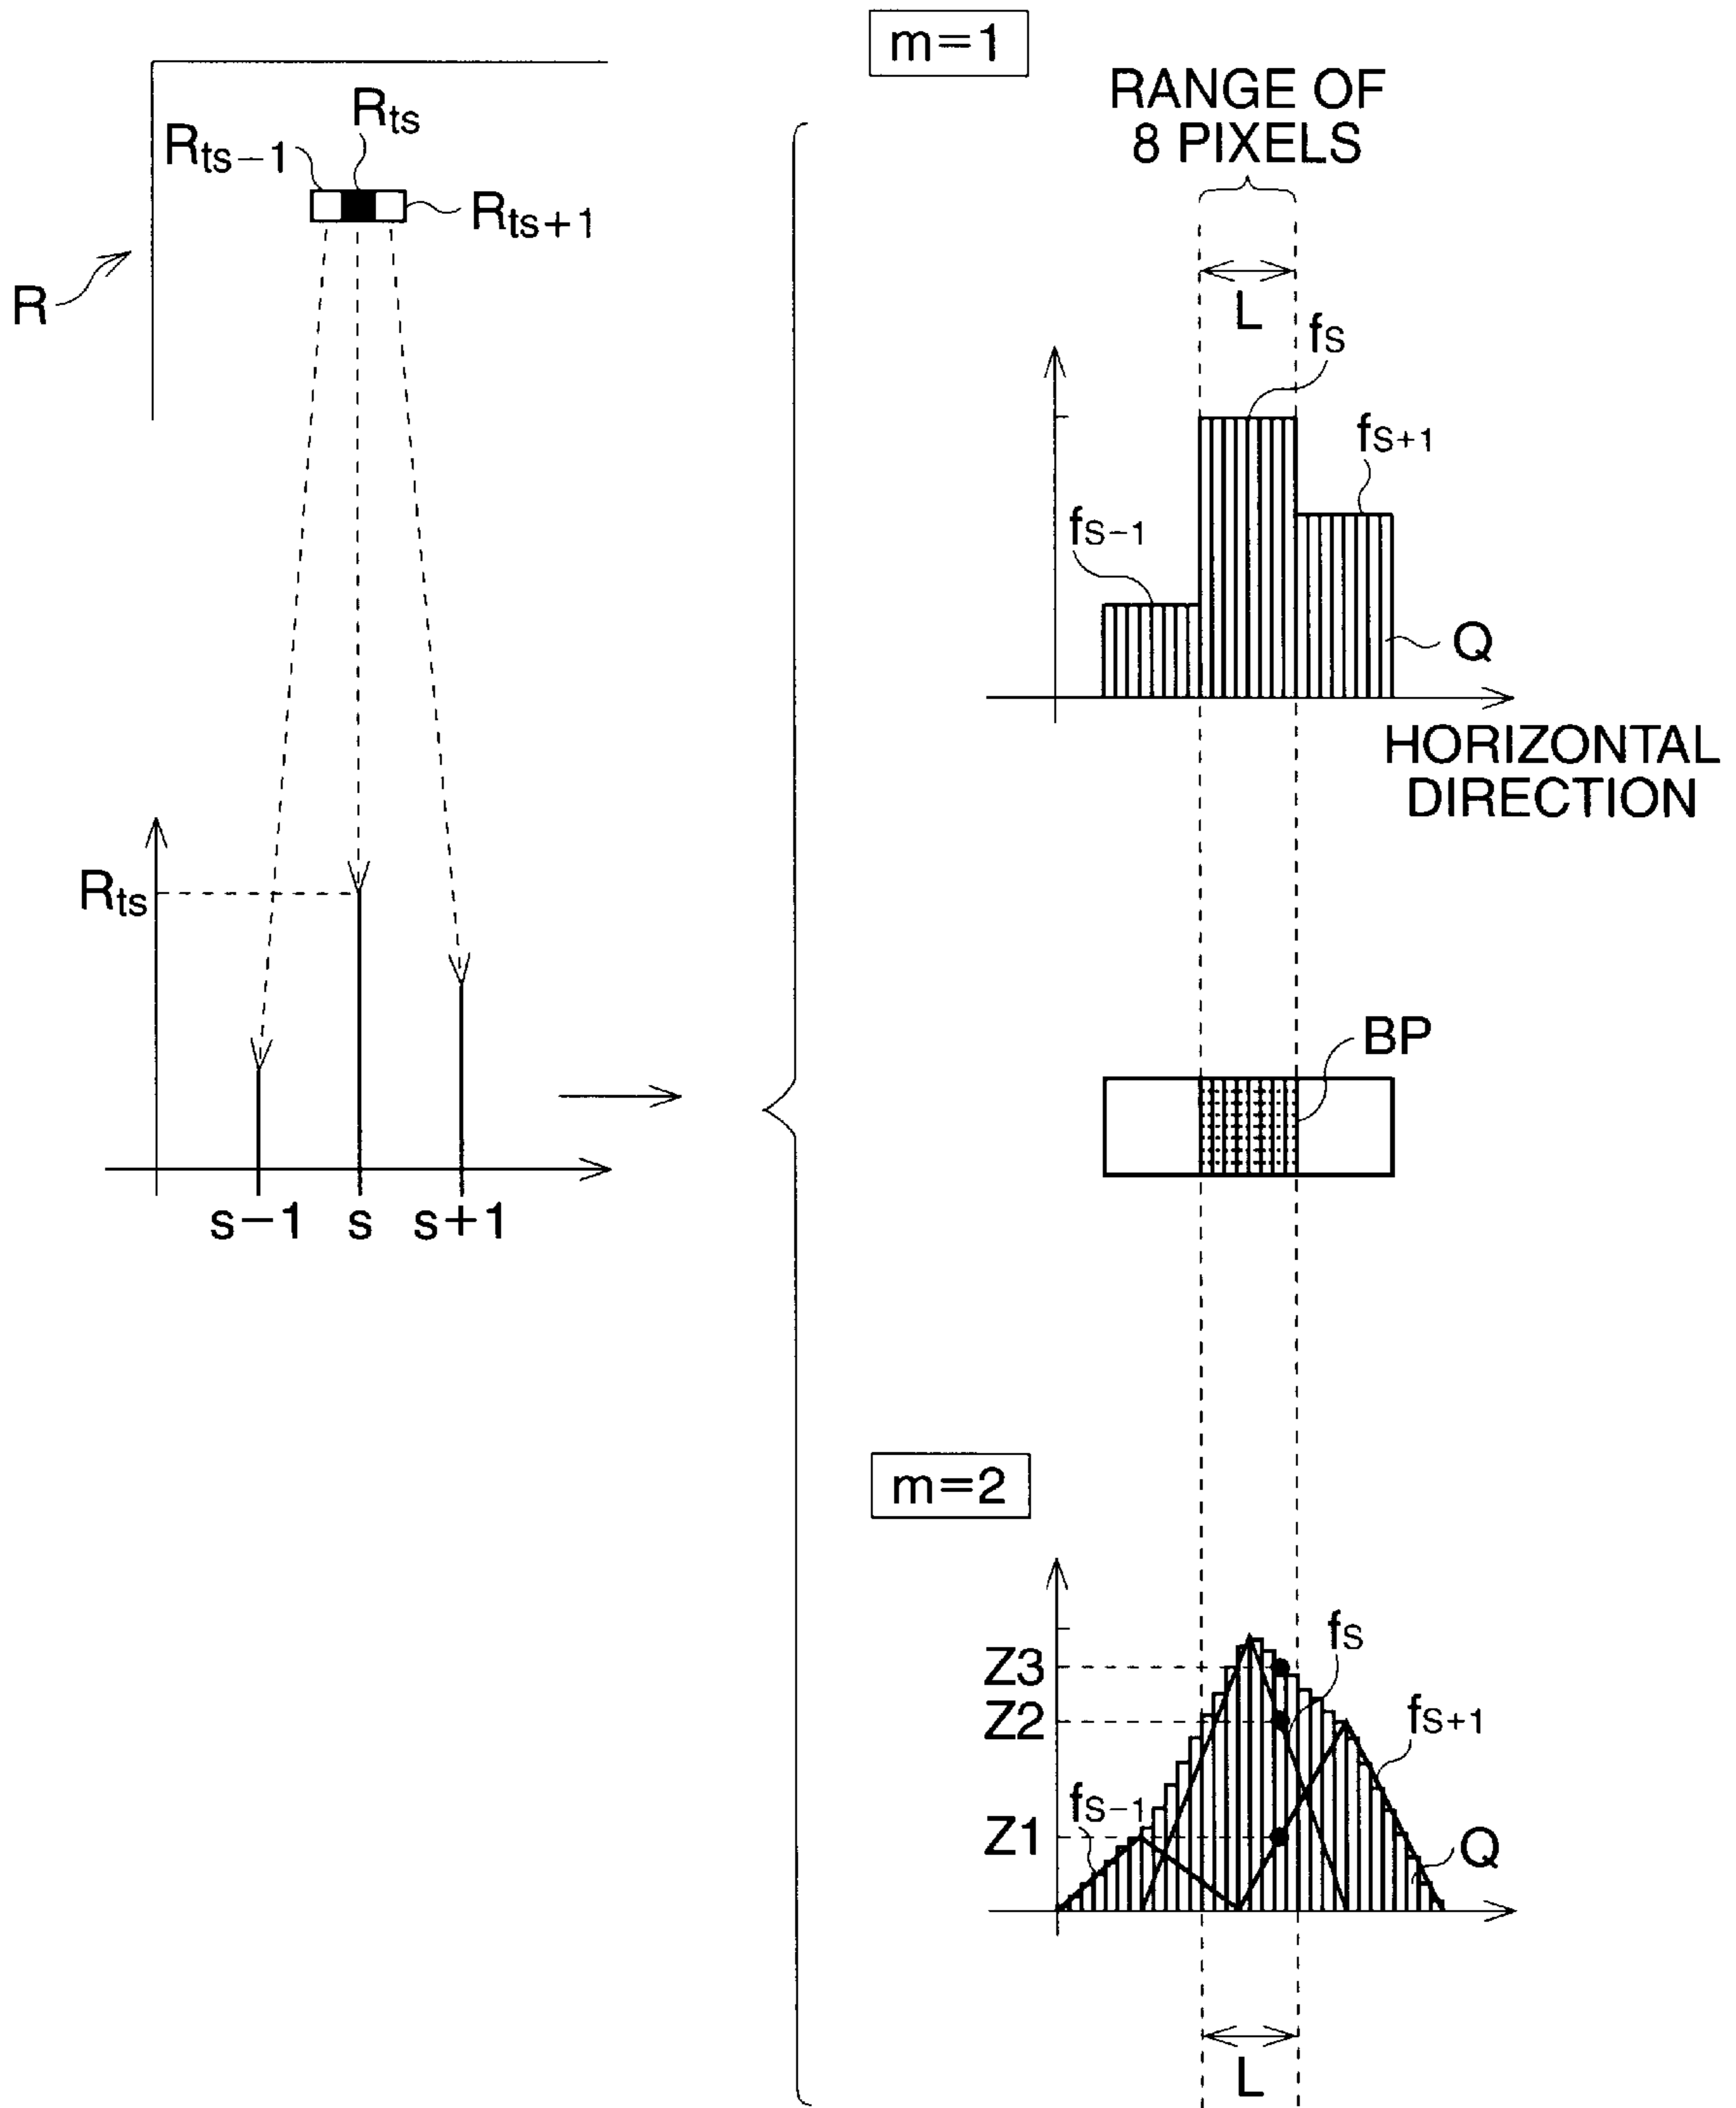 m=1
RANGE OF
8 PIXELS
Rts
Rts−1
Rts+1
R
L
fS
fS+1
fS−1
Q
HORIZONTAL
DIRECTION
Rts
s−1 s s+1
BP
m=2
Z3
Z2
Z1
fS
fS+1
fS−1
Q
L